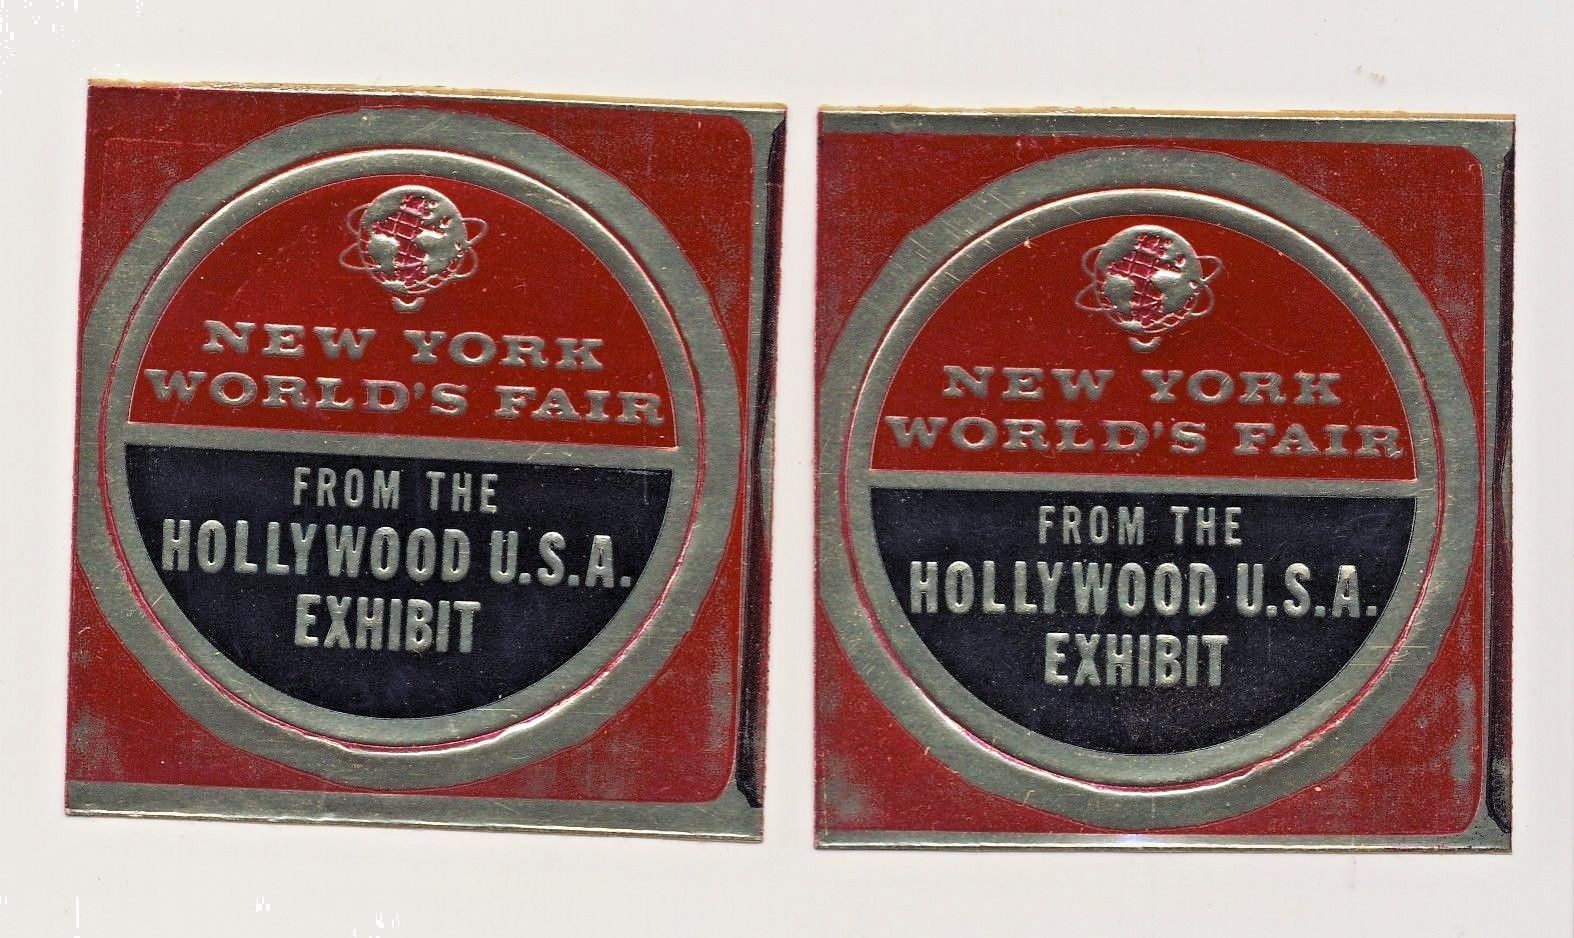 NEW YORK
WORLD'S FAIR
FROM THE
HOLLYWOOD U.S.A.
EXHIBIT
NEW YORK
WORLD'S FAIR
FROM THE
HOLLYWOOD U.S.A.
EXHIBIT